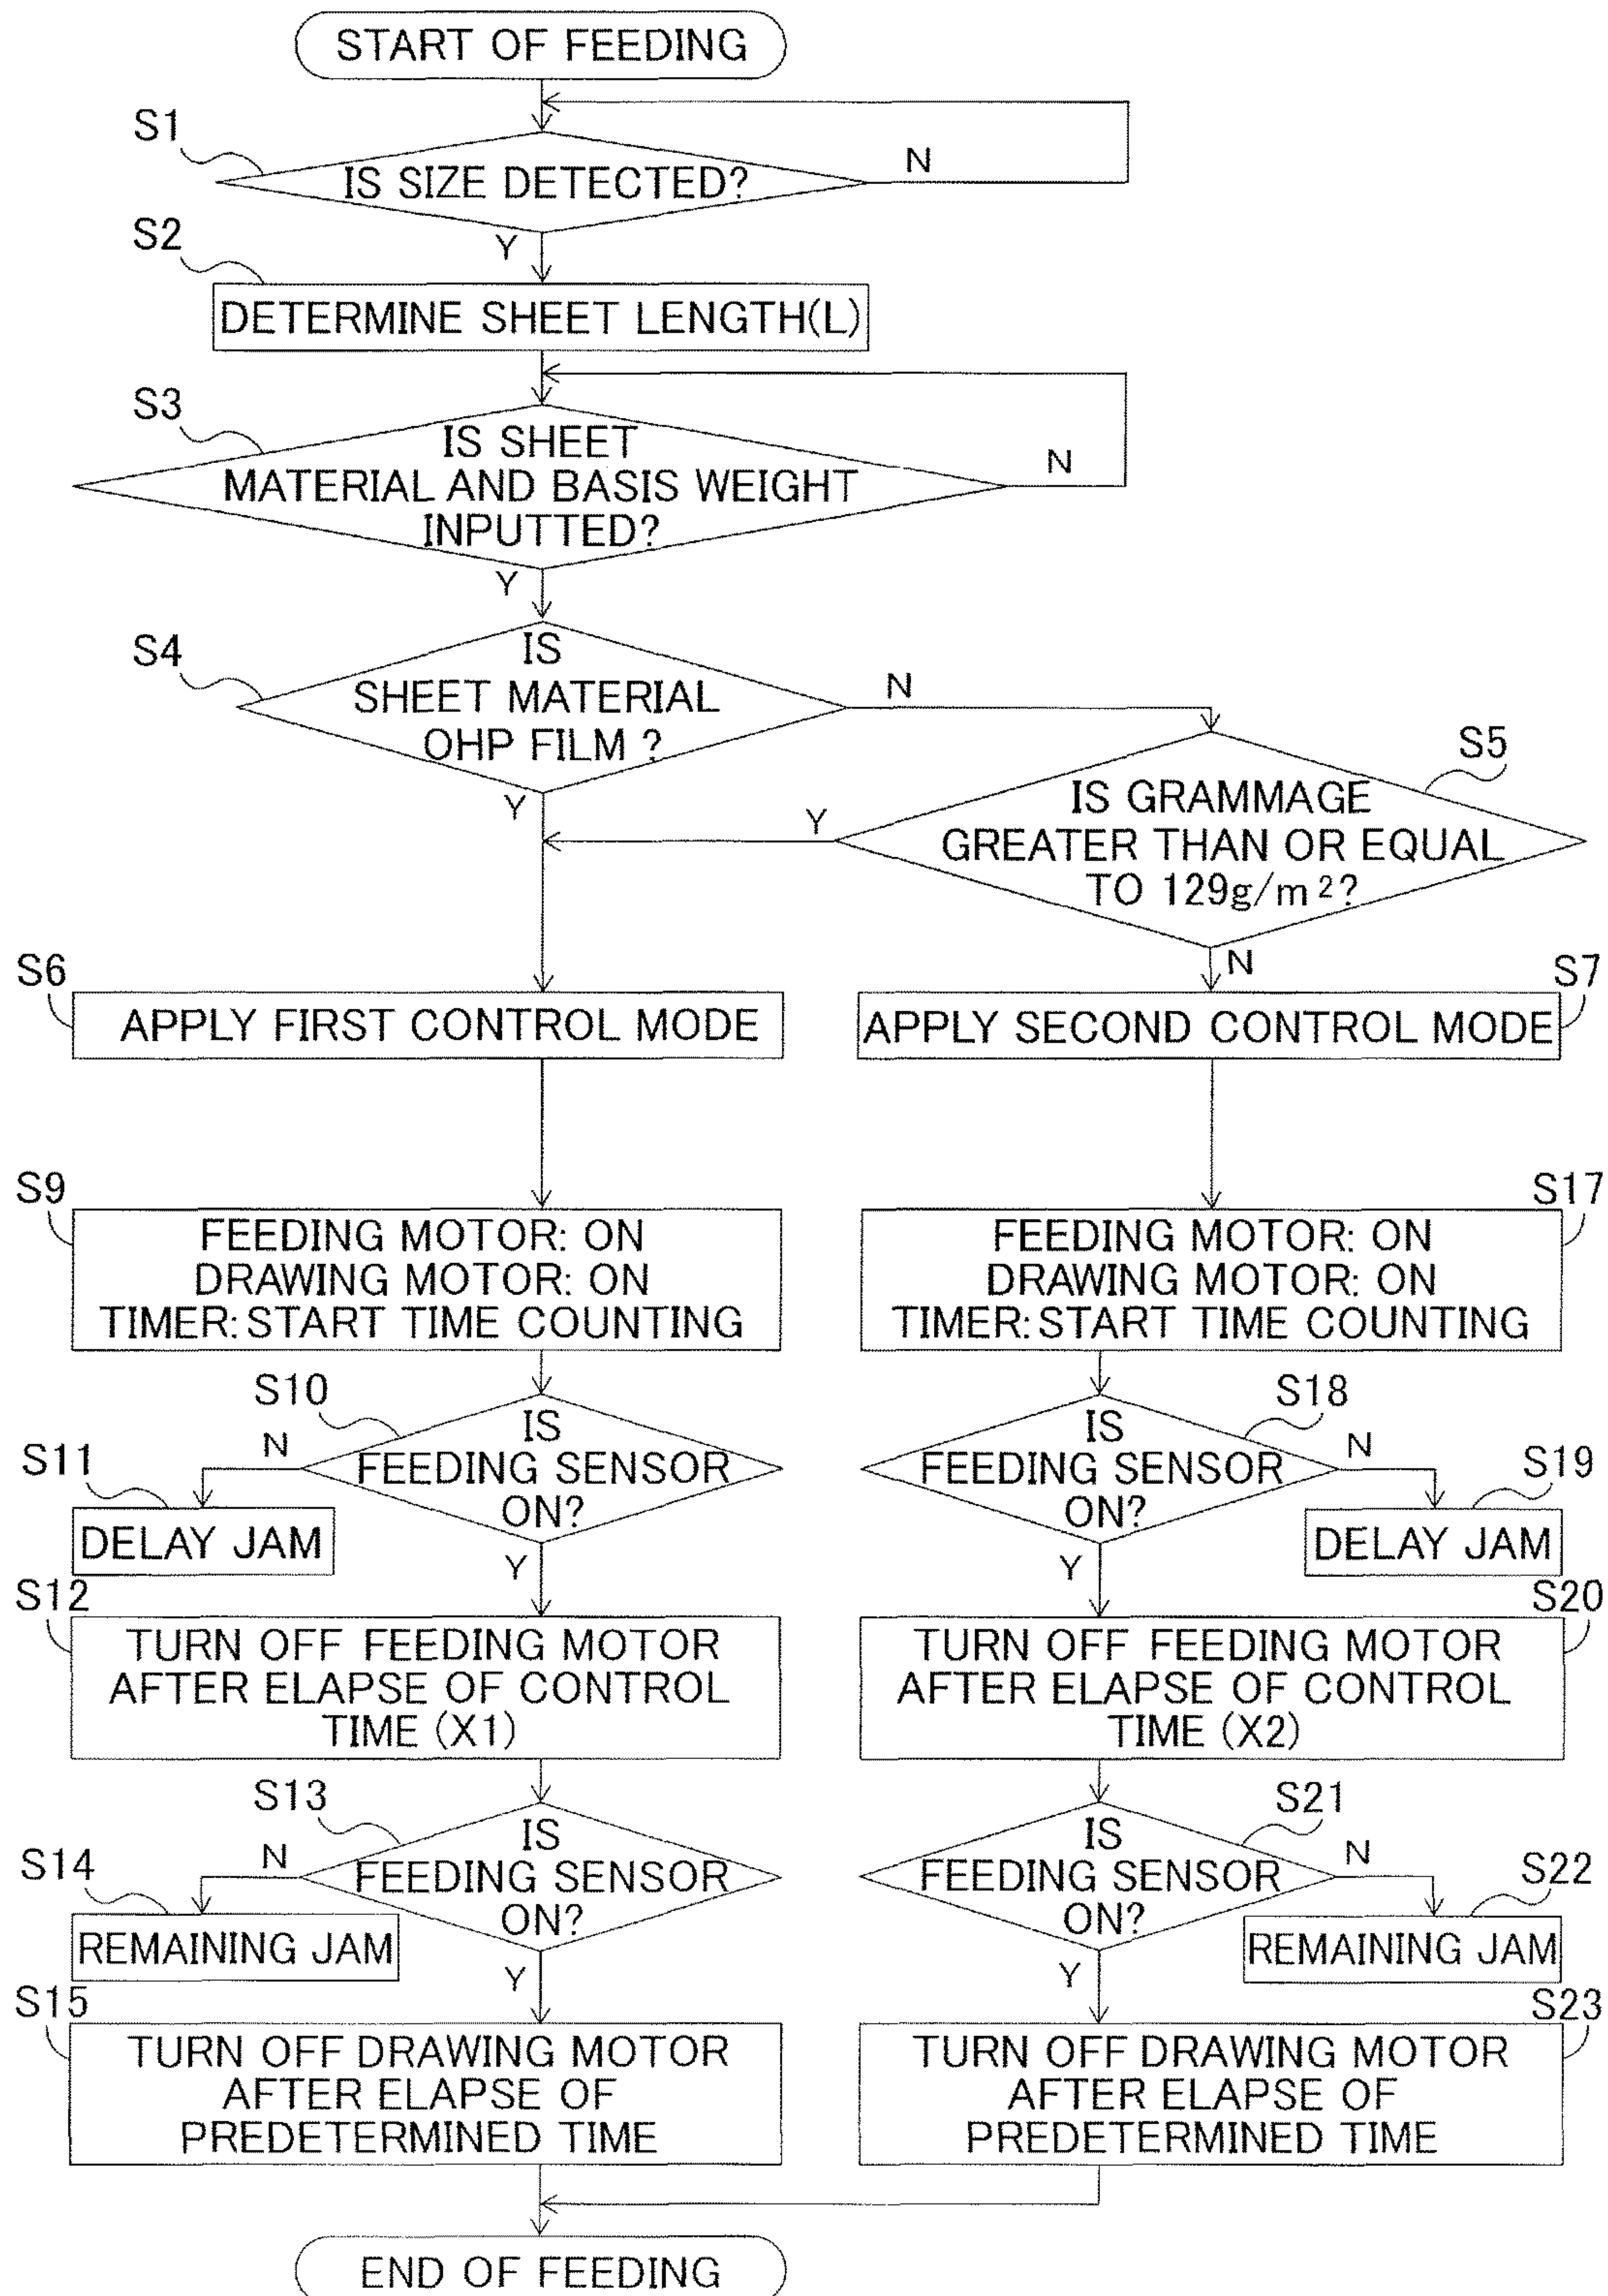 START OF FEEDING
S1
IS SIZE DETECTED?
N
Y
S2
DETERMINE SHEET LENGTH(L)
S3
IS SHEET
MATERIAL AND BASIS WEIGHT
INPUTTED?
N
Y
S4
IS
SHEET MATERIAL
OHP FILM ?
N
Y
S5
IS GRAMMAGE
GREATER THAN OR EQUAL
TO 129g/m²?
Y
N
S6
APPLY FIRST CONTROL MODE
S7
APPLY SECOND CONTROL MODE
S9
FEEDING MOTOR: ON
DRAWING MOTOR: ON
TIMER: START TIME COUNTING
S17
FEEDING MOTOR: ON
DRAWING MOTOR: ON
TIMER: START TIME COUNTING
S10
IS
FEEDING SENSOR
ON?
N
Y
S11
DELAY JAM
S18
IS
FEEDING SENSOR
ON?
N
Y
S19
DELAY JAM
S12
TURN OFF FEEDING MOTOR
AFTER ELAPSE OF CONTROL
TIME (X1)
S20
TURN OFF FEEDING MOTOR
AFTER ELAPSE OF CONTROL
TIME (X2)
S13
IS
FEEDING SENSOR
ON?
N
Y
S14
REMAINING JAM
S21
IS
FEEDING SENSOR
ON?
N
Y
S22
REMAINING JAM
S15
TURN OFF DRAWING MOTOR
AFTER ELAPSE OF
PREDETERMINED TIME
S23
TURN OFF DRAWING MOTOR
AFTER ELAPSE OF
PREDETERMINED TIME
END OF FEEDING